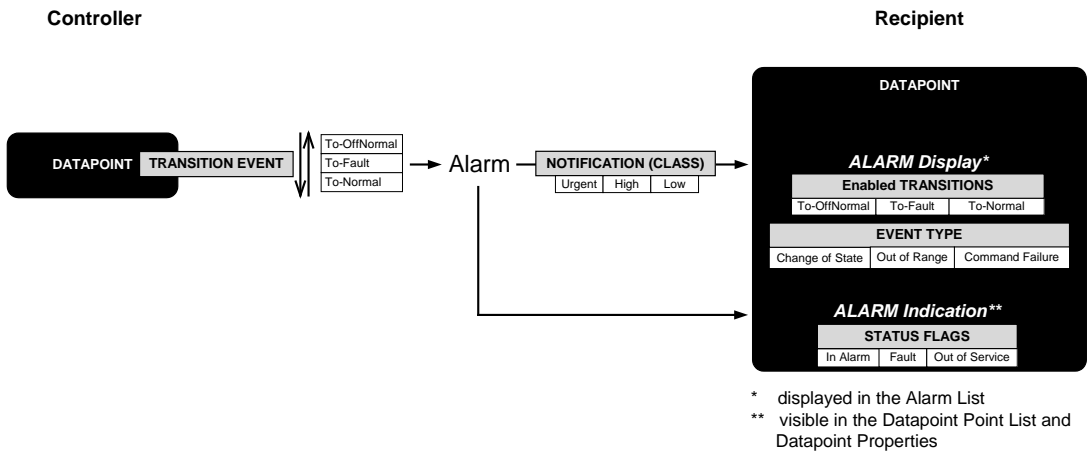 Controller
Recipient
DATAPOINT
TRANSITION EVENT
To-OffNormal
To-Fault
To-Normal
Alarm
NOTIFICATION (CLASS)
Urgent High Low
DATAPOINT
ALARM Display*
Enabled TRANSITIONS
To-OffNormal To-Fault To-Normal
EVENT TYPE
Change of State Out of Range Command Failure
ALARM Indication**
STATUS FLAGS
In Alarm Fault Out of Service
* displayed in the Alarm List
** visible in the Datapoint Point List and
Datapoint Properties